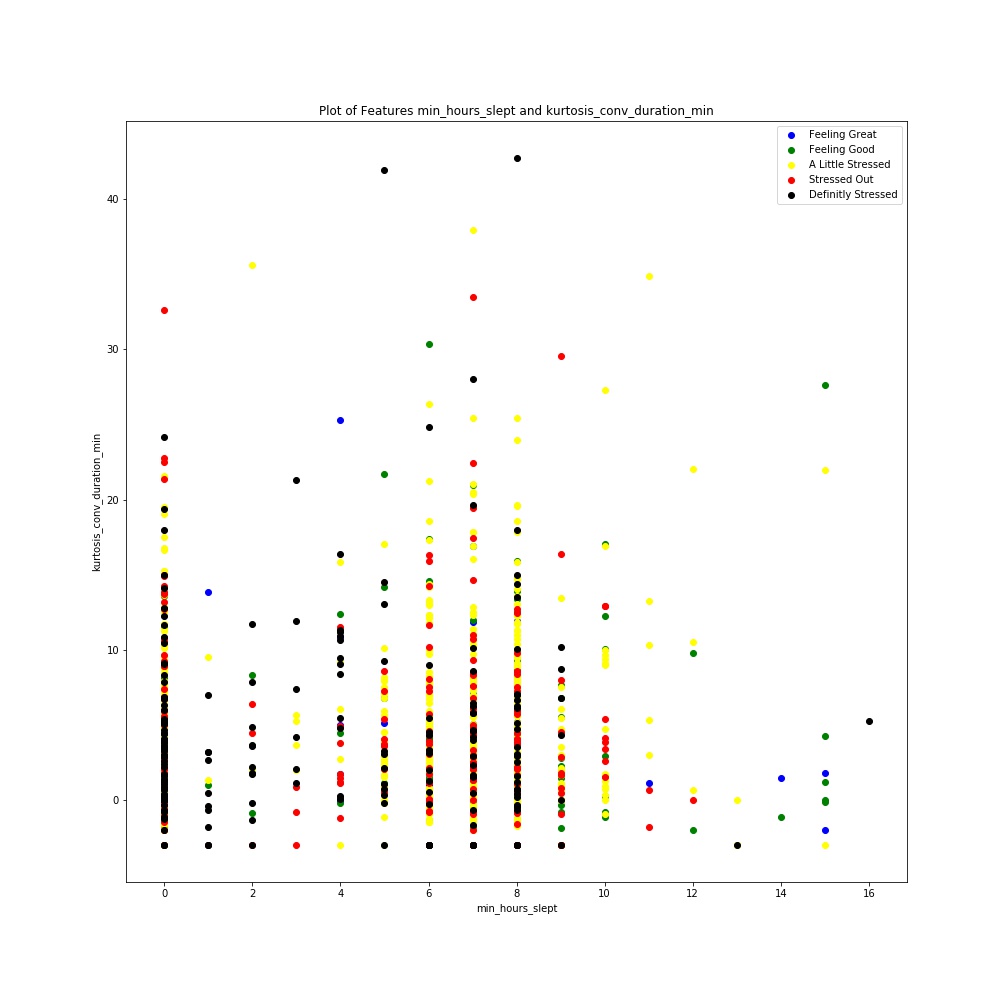 Plot of Features min_hours_slept and kurtosis_conv_duration_min
Feeling Great
Feeling Good
A Little Stressed
Stressed Out
Definitly Stressed
kurtosis_conv_duration_min
40
30
20
10
0
0 2 4 6 8 10 12 14 16
min_hours_slept